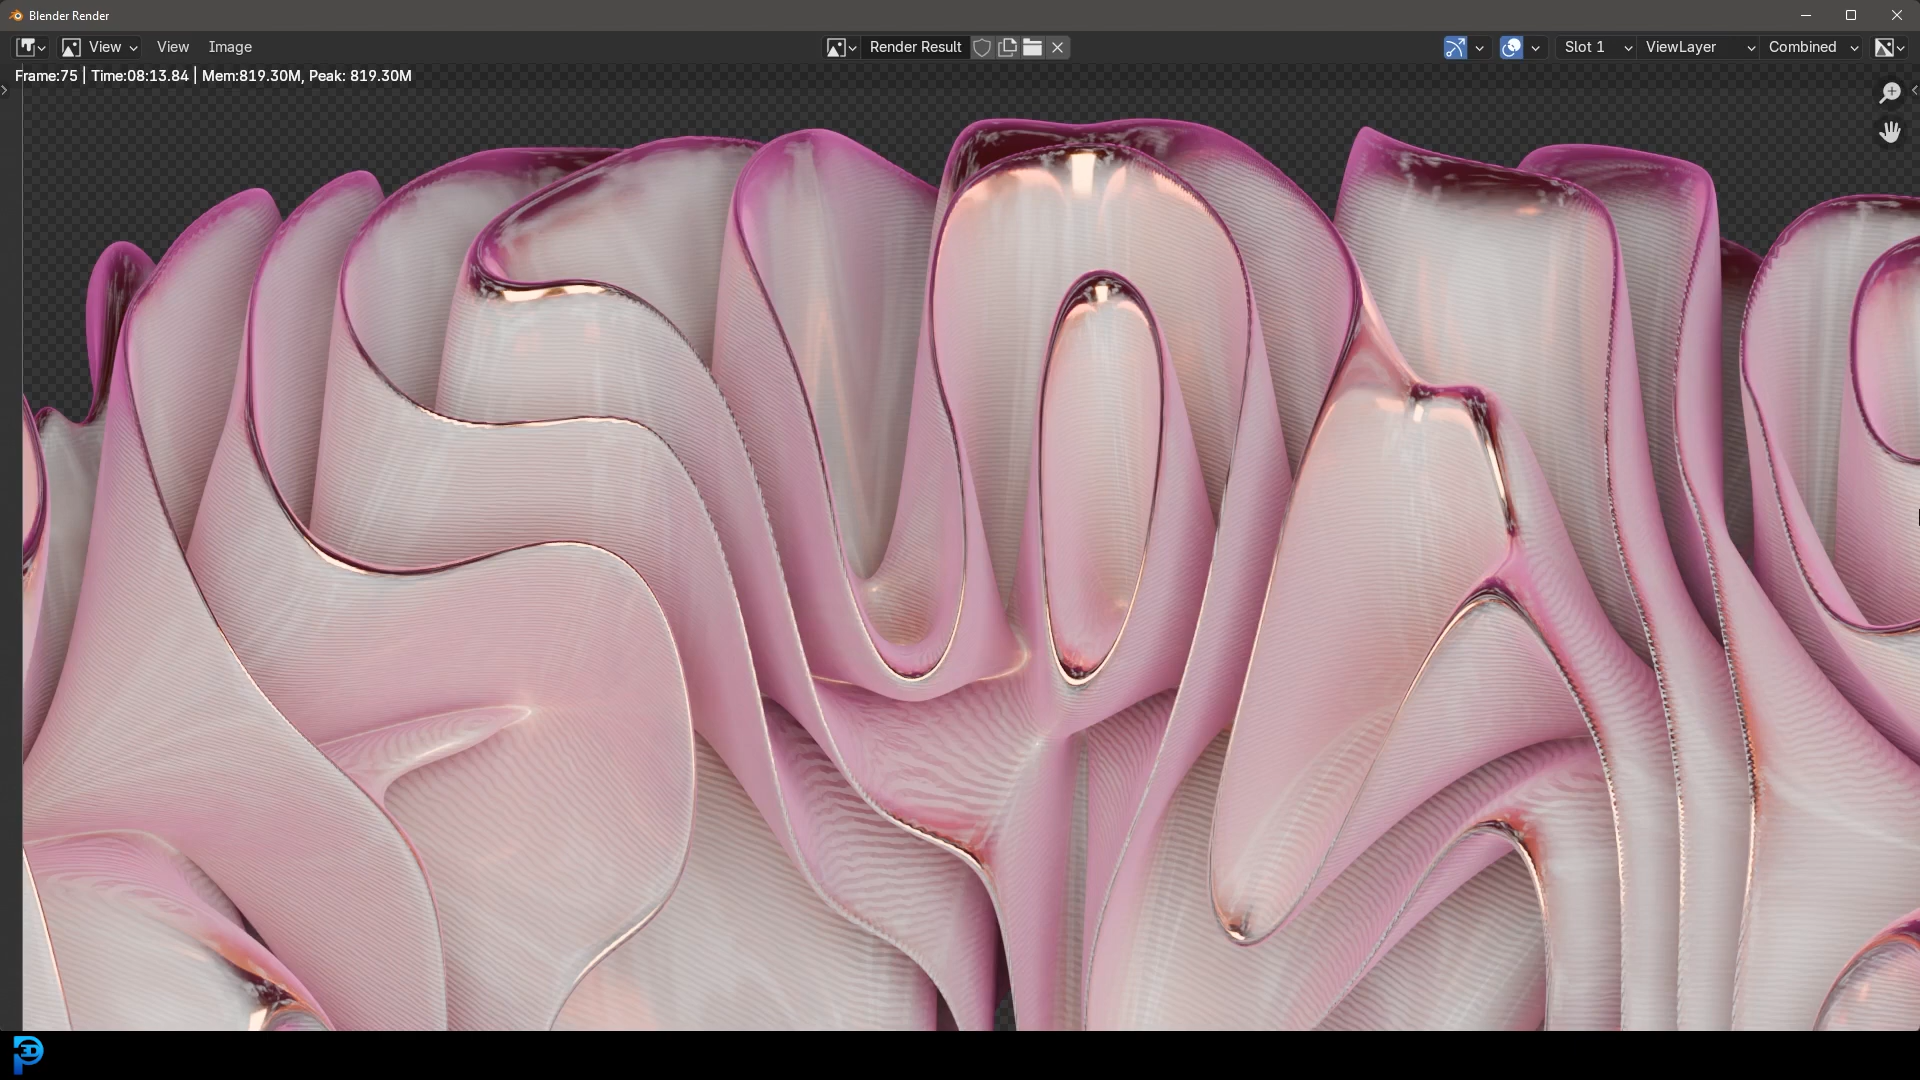 Blender Render
View View Image Render Result Slot 1 ViewLayer Combined
Frame:75 | Time:08:13.84 | Mem:819.30M, Peak: 819.30M
3D